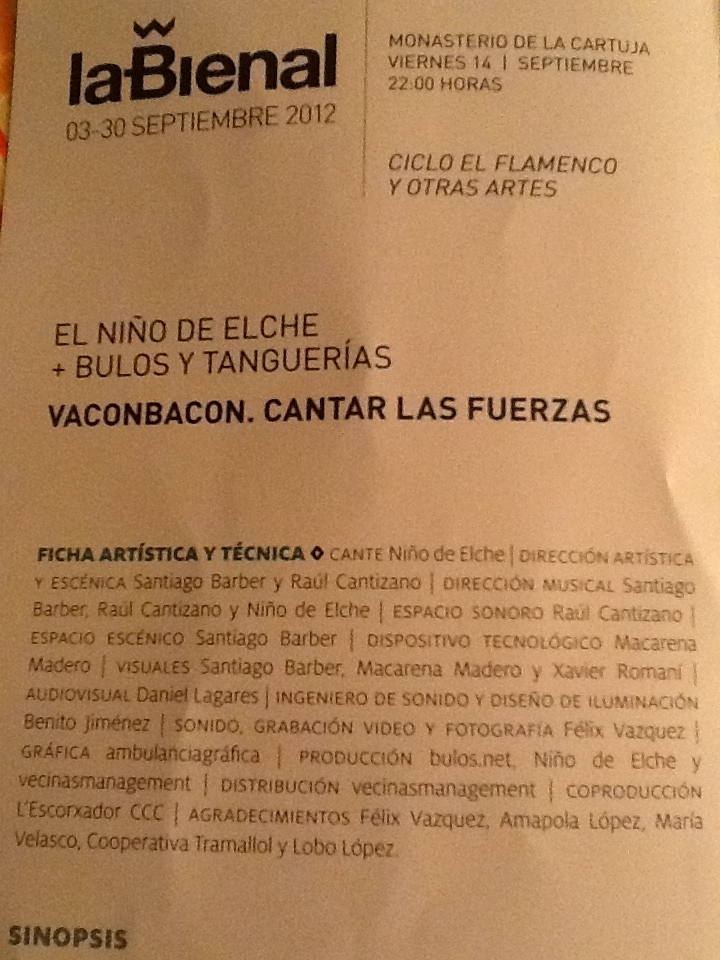 laBienal
03-30 SEPTIEMBRE 2012
MONASTERIO DE LA CARTUJA
VIERNES 14 | SEPTIEMBRE
22:00 HORAS
CICLO EL FLAMENCO
Y OTRAS ARTES
EL NIÑO DE ELCHE
+ BULOS Y TANGUERÍAS
VACONBACON. CANTAR LAS FUERZAS
FICHA ARTÍSTICA Y TÉCNICA ◆ CANTE Niño de Elche | DIRECCIÓN ARTÍSTICA
Y ESCÉNICA Santiago Barber y Raúl Cantizano | DIRECCIÓN MUSICAL Santiago
Barber, Raúl Cantizano y Niño de Elche | ESPACIO SONORO Raúl Cantizano |
ESPACIO ESCÉNICO Santiago Barber | DISPOSITIVO TECNOLÓGICO Macarena
Madero | VISUALES Santiago Barber, Macarena Madero y Xavier Romaní |
AUDIOVISUAL Daniel Lagares | INGENIERO DE SONIDO Y DISEÑO DE ILUMINACIÓN
Benito Jiménez | SONIDO, GRABACIÓN VIDEO Y FOTOGRAFÍA Félix Vazquez |
GRÁFICA ambulanciagráfica | PRODUCCIÓN bulos.net, Niño de Elche y
vecinasmanagement | DISTRIBUCIÓN vecinasmanagement | COPRODUCCIÓN
L'Escorxador CCC | AGRADECIMIENTOS Félix Vazquez, Amapola López, María
Velasco, Cooperativa Tramallol y Lobo López.
SINOPSIS